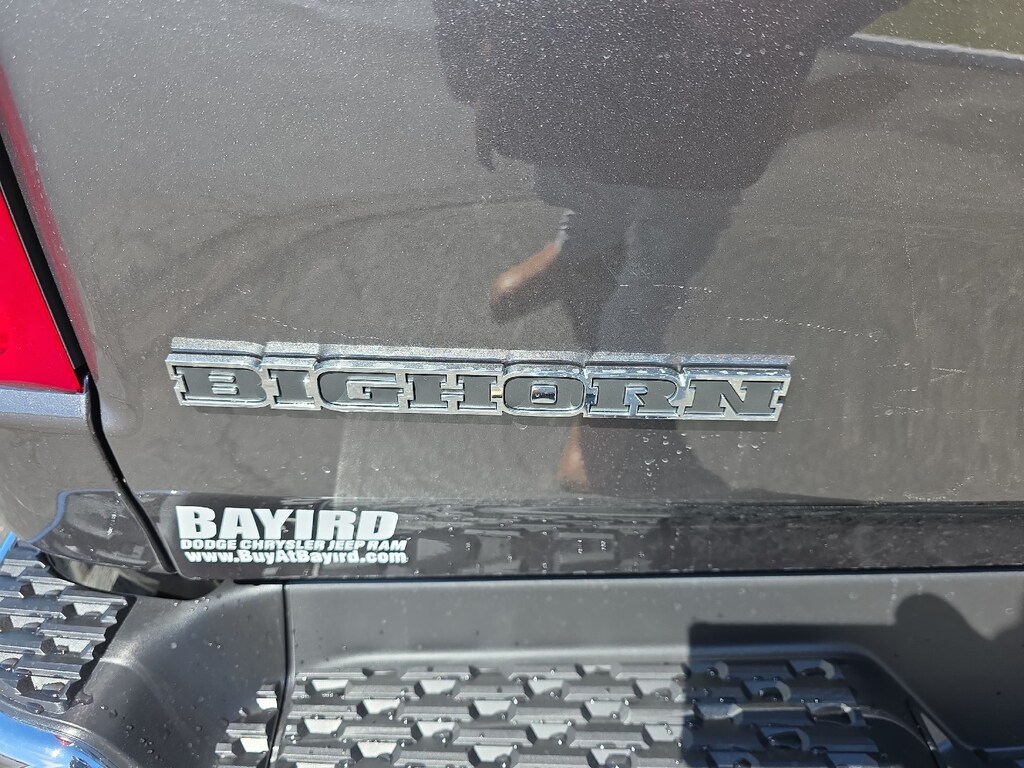 BIGHORN
BAYIRD
DODGE CHRYSLER JEEP RAM
www.BuyAtBayird.com